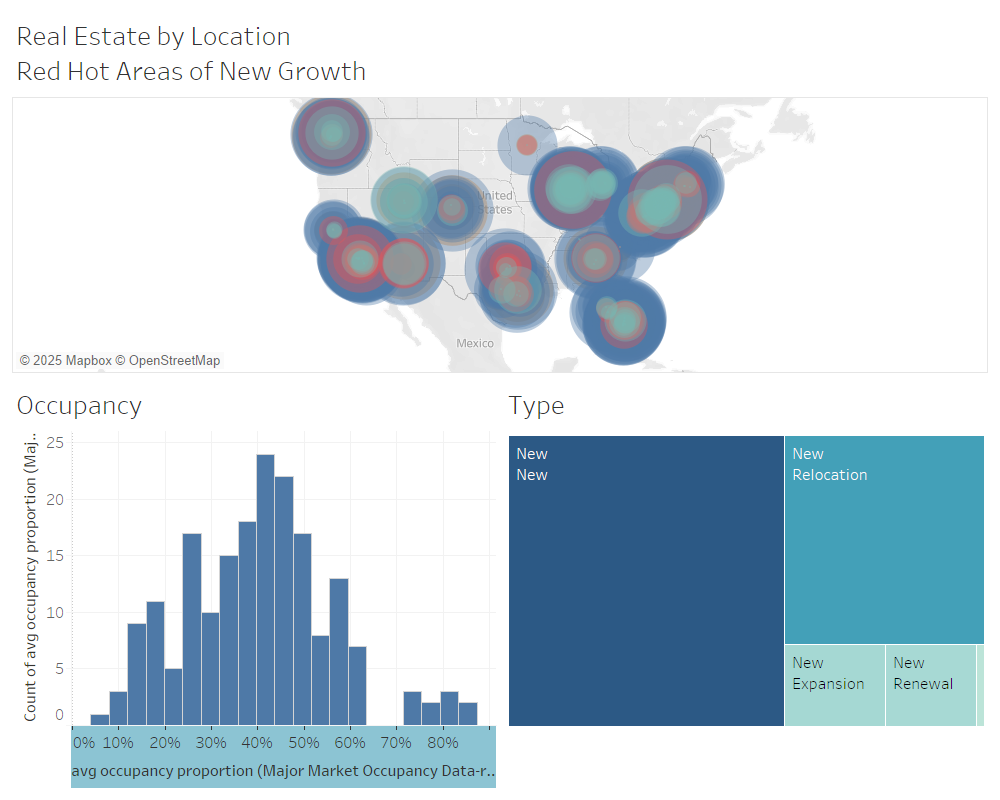 Real Estate by Location
Red Hot Areas of New Growth
United
States
Mexico
© 2025 Mapbox © OpenStreetMap
Occupancy
Count of avg occupancy proportion (Maj..
25
20
15
10
5
0
0% 10% 20% 30% 40% 50% 60% 70% 80%
avg occupancy proportion (Major Market Occupancy Data-r..
Type
New
New
New
Relocation
New
Expansion
New
Renewal